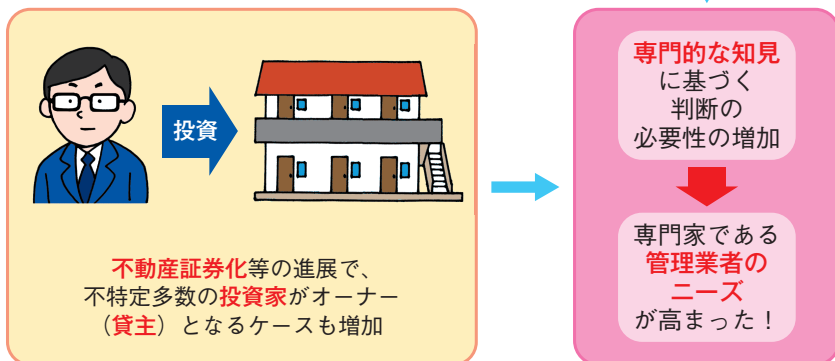 投資
不動産証券化等の進展で、
不特定多数の投資家がオーナー
（貸主）となるケースも増加
専門的な知見
に基づく
判断の
必要性の増加
専門家である
管理業者の
ニーズ
が高まった！